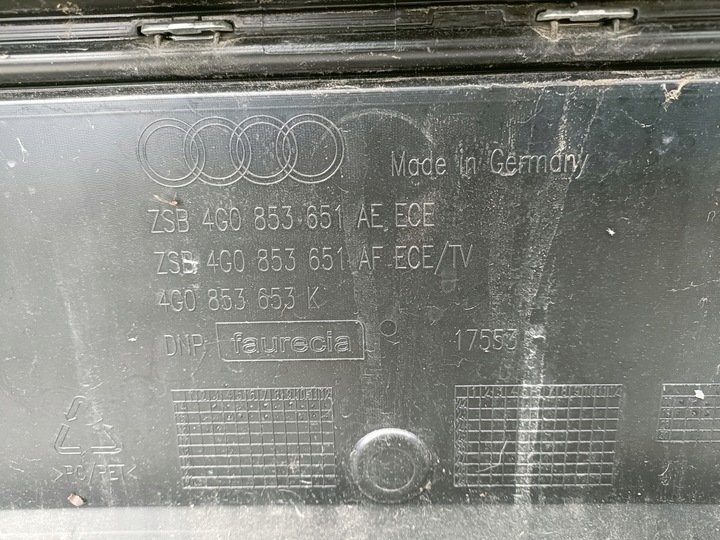 Made in Germany
ZSB 4G0 853 651 AE ECE
ZSB 4G0 853 651 AF ECE/TV
4G0 853 653 K
DNP faurecia 17553
>PC/PET<